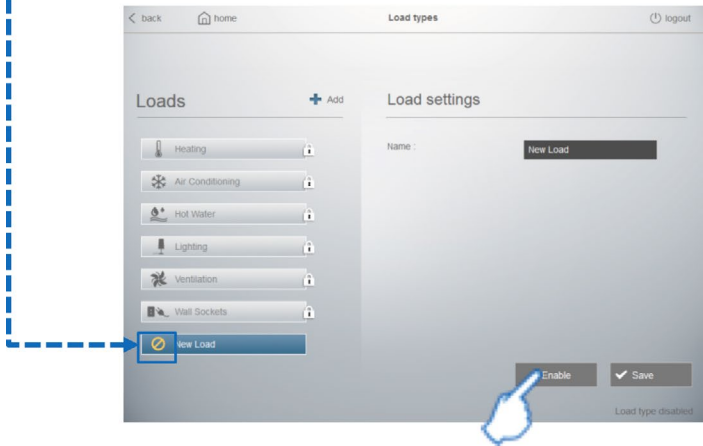 back
home
Load types
logout
Loads
Add
Load settings
Heating
Name :
New Load
Air Conditioning
Hot Water
Lighting
Ventilation
Wall Sockets
New Load
Enable
Save
Load type disabled